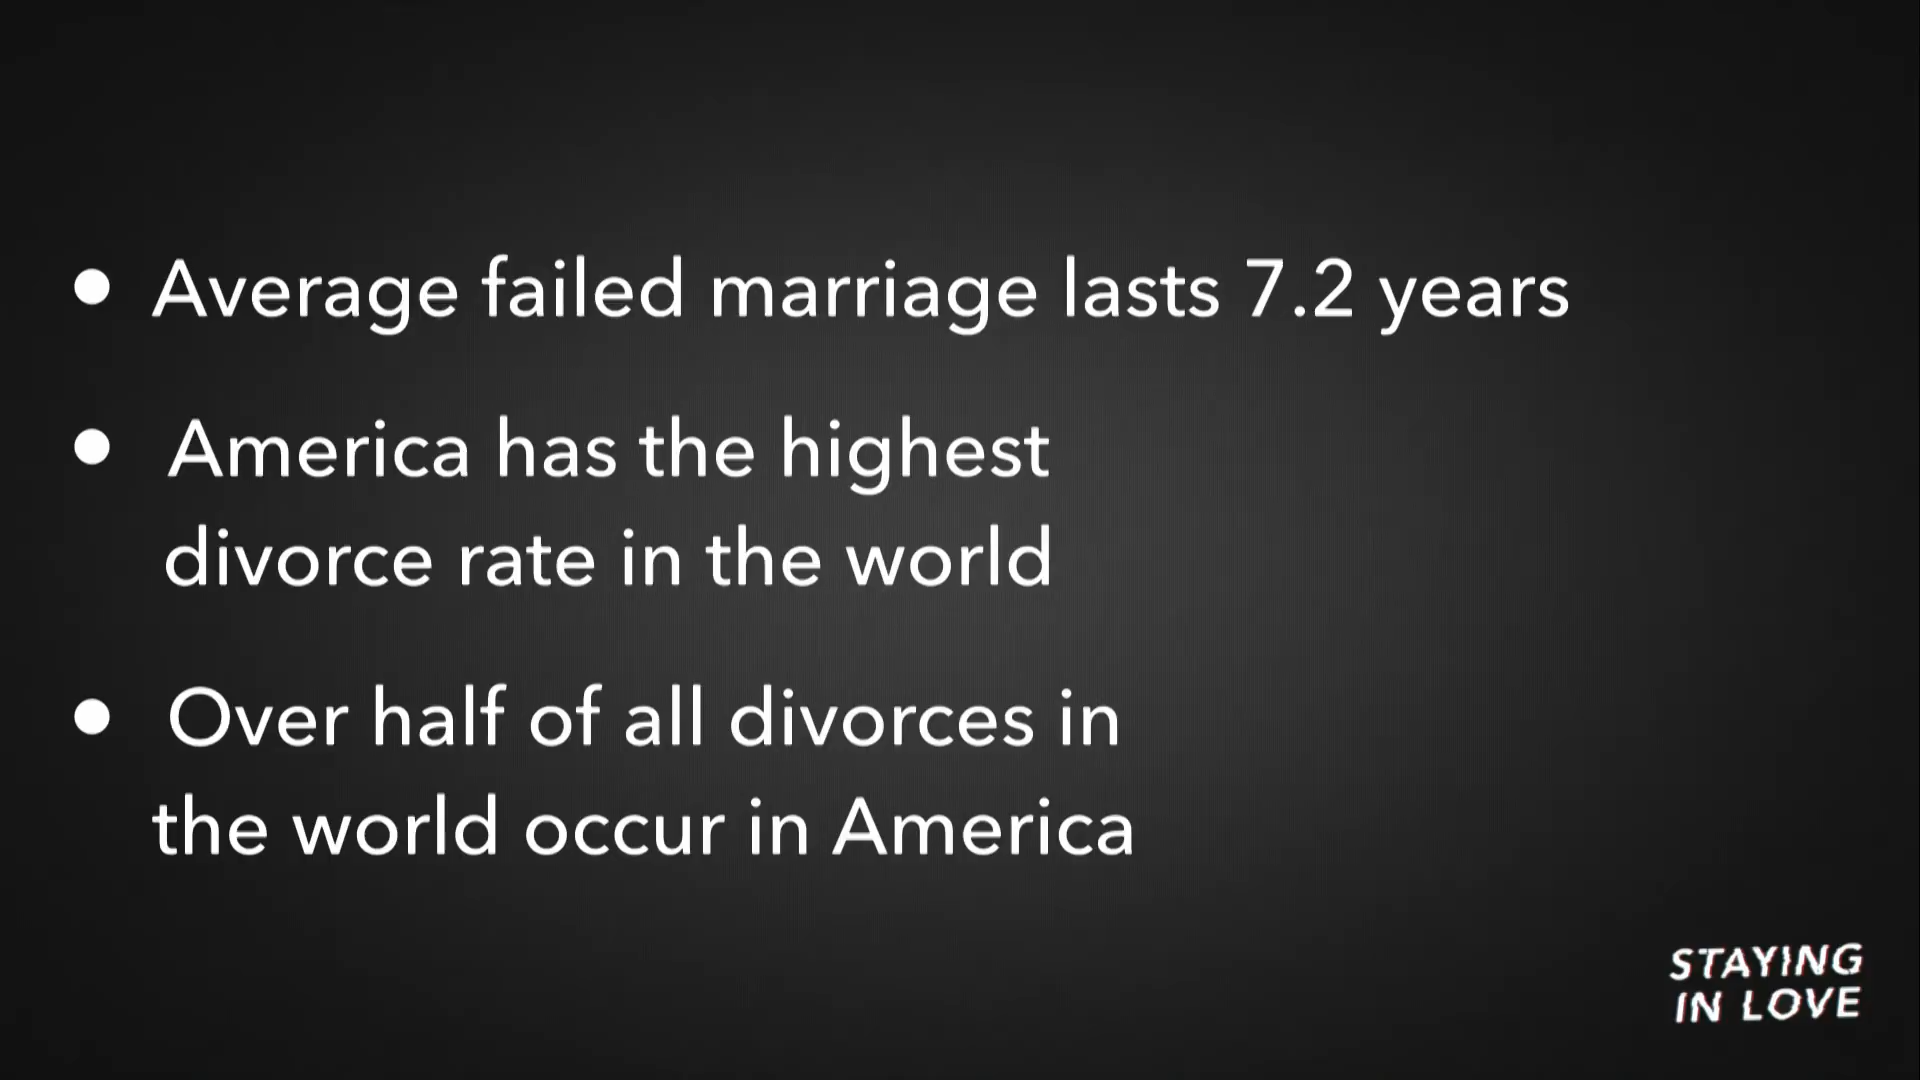 • Average failed marriage lasts 7.2 years
• America has the highest
divorce rate in the world
• Over half of all divorces in
the world occur in America
STAYING
IN LOVE